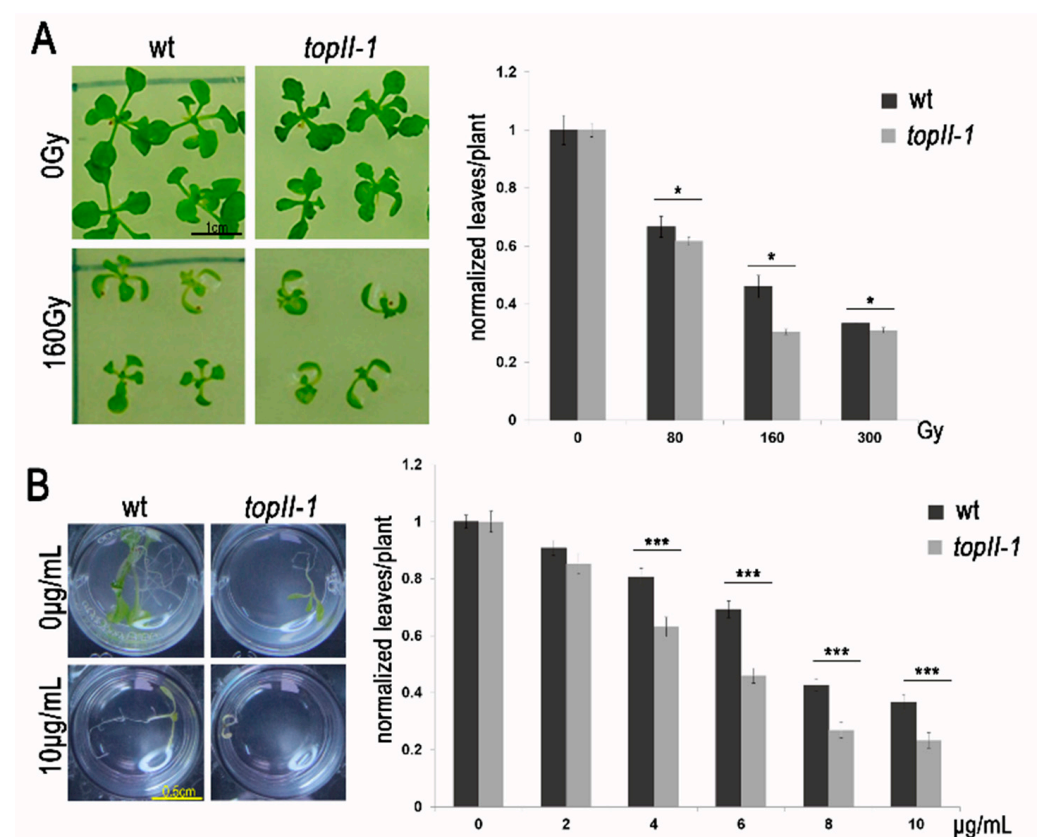 A
wt
topII-1
0Gy
1cm
160Gy
normalized leaves/plant
1.2
1
0.8
0.6
0.4
0.2
0
*
*
*
wt
topII-1
0
80
160
300
Gy
B
wt
topII-1
0µg/mL
10µg/mL
0.5cm
normalized leaves/plant
1.2
1
0.8
0.6
0.4
0.2
0
***
***
***
***
wt
topII-1
0
2
4
6
8
10
µg/mL